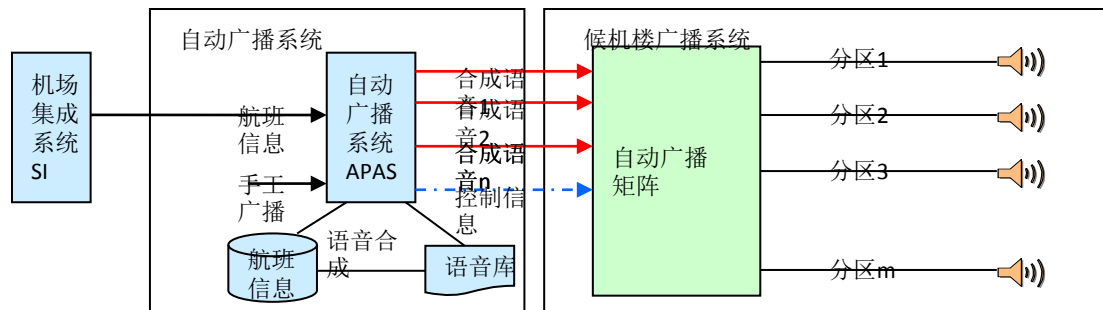 自动广播系统
候机楼广播系统
机场
集成
系统
SI
航班
信息
手工
广播
自动
广播
系统
APAS
合成语
音1
合成语
音2
合成语
音n
控制信
息
自动广播
矩阵
分区1
分区2
分区3
分区m
语音合
成
航班
信息
语音库